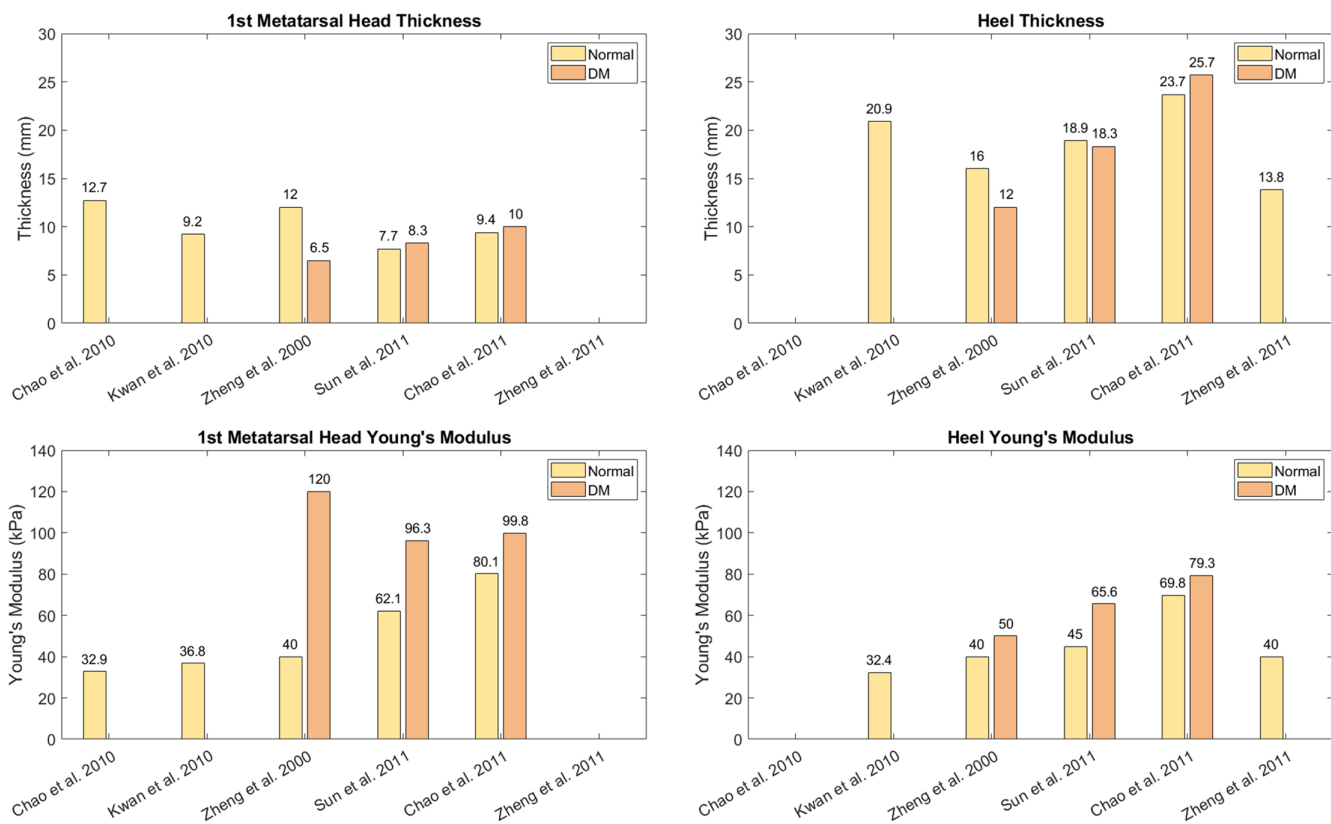 1st Metatarsal Head Thickness
Thickness (mm)
30
25
20
15
10
5
0
Normal
DM
12.7
9.2
12
6.5
7.7
8.3
9.4
10
Chao et al. 2010
Kwan et al. 2010
Zheng et al. 2000
Sun et al. 2011
Chao et al. 2011
Zheng et al. 2011
Heel Thickness
Thickness (mm)
30
25
20
15
10
5
0
Normal
DM
20.9
16
12
18.9
18.3
23.7
25.7
13.8
Chao et al. 2010
Kwan et al. 2010
Zheng et al. 2000
Sun et al. 2011
Chao et al. 2011
Zheng et al. 2011
1st Metatarsal Head Young's Modulus
Young's Modulus (kPa)
140
120
100
80
60
40
20
0
Normal
DM
32.9
36.8
40
120
62.1
96.3
80.1
99.8
Chao et al. 2010
Kwan et al. 2010
Zheng et al. 2000
Sun et al. 2011
Chao et al. 2011
Zheng et al. 2011
Heel Young's Modulus
Young's Modulus (kPa)
140
120
100
80
60
40
20
0
Normal
DM
32.4
40
50
45
65.6
69.8
79.3
40
Chao et al. 2010
Kwan et al. 2010
Zheng et al. 2000
Sun et al. 2011
Chao et al. 2011
Zheng et al. 2011